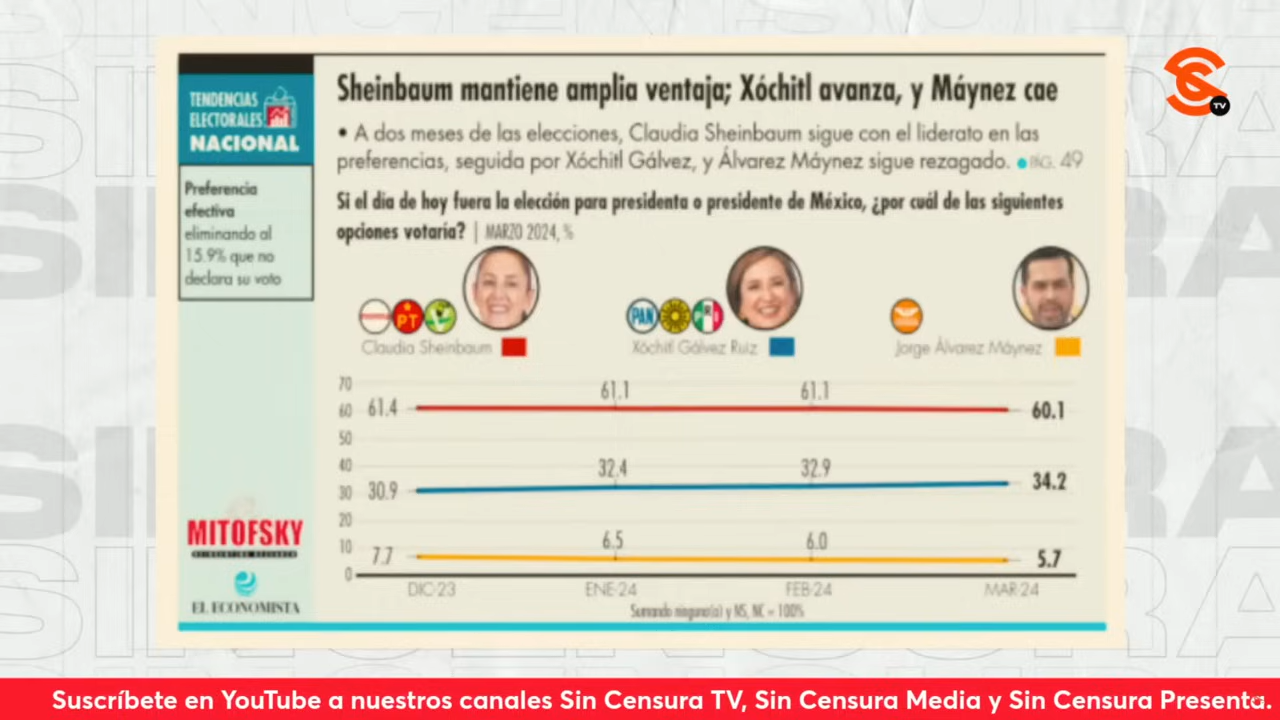 TENDENCIAS
ELECTORALES
NACIONAL
Preferencia
efectiva
eliminando al
15.9% que no
declara su voto
MITOFSKY
EL ECONOMISTA
Sheinbaum mantiene amplia ventaja; Xóchitl avanza, y Máynez cae
• A dos meses de las elecciones, Claudia Sheinbaum sigue con el liderato en las
preferencias, seguida por Xóchitl Gálvez, y Álvarez Máynez sigue rezagado. ● PÁG. 49
Si el día de hoy fuera la elección para presidenta o presidente de México, ¿por cuál de las siguientes
opciones votaría? | MARZO 2024, %
PT
PAN
PRI
Claudia Sheinbaum
Xóchitl Gálvez Ruiz
Jorge Álvarez Máynez
70
60
50
40
30
20
10
0
61.4
61.1
61.1
60.1
30.9
32.4
32.9
34.2
7.7
6.5
6.0
5.7
DIC-23
ENE-24
FEB-24
MAR-24
Sumando ninguno(a) y NS, NC = 100%
TV
SIN CENSURA
Suscríbete en YouTube a nuestros canales Sin Censura TV, Sin Censura Media y Sin Censura Presenta.